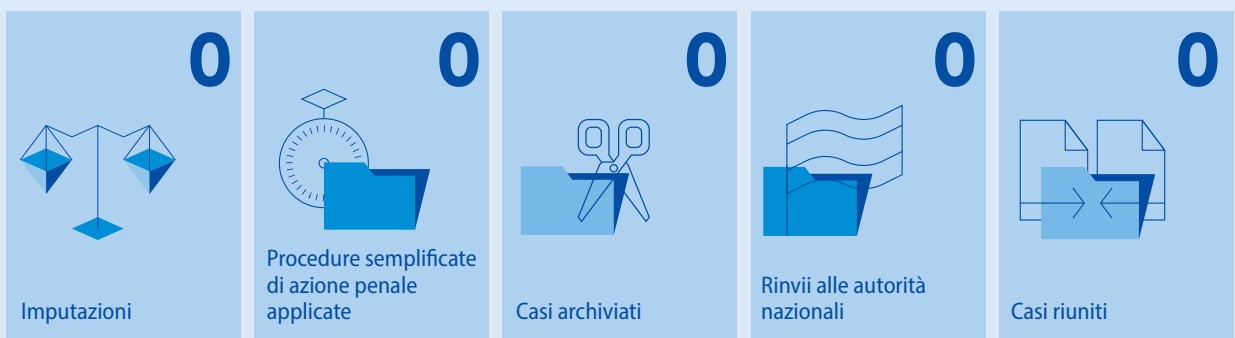 0
Imputazioni
0
Procedure semplificate
di azione penale
applicate
0
Casi archiviati
0
Rinvii alle autorità
nazionali
0
Casi riuniti